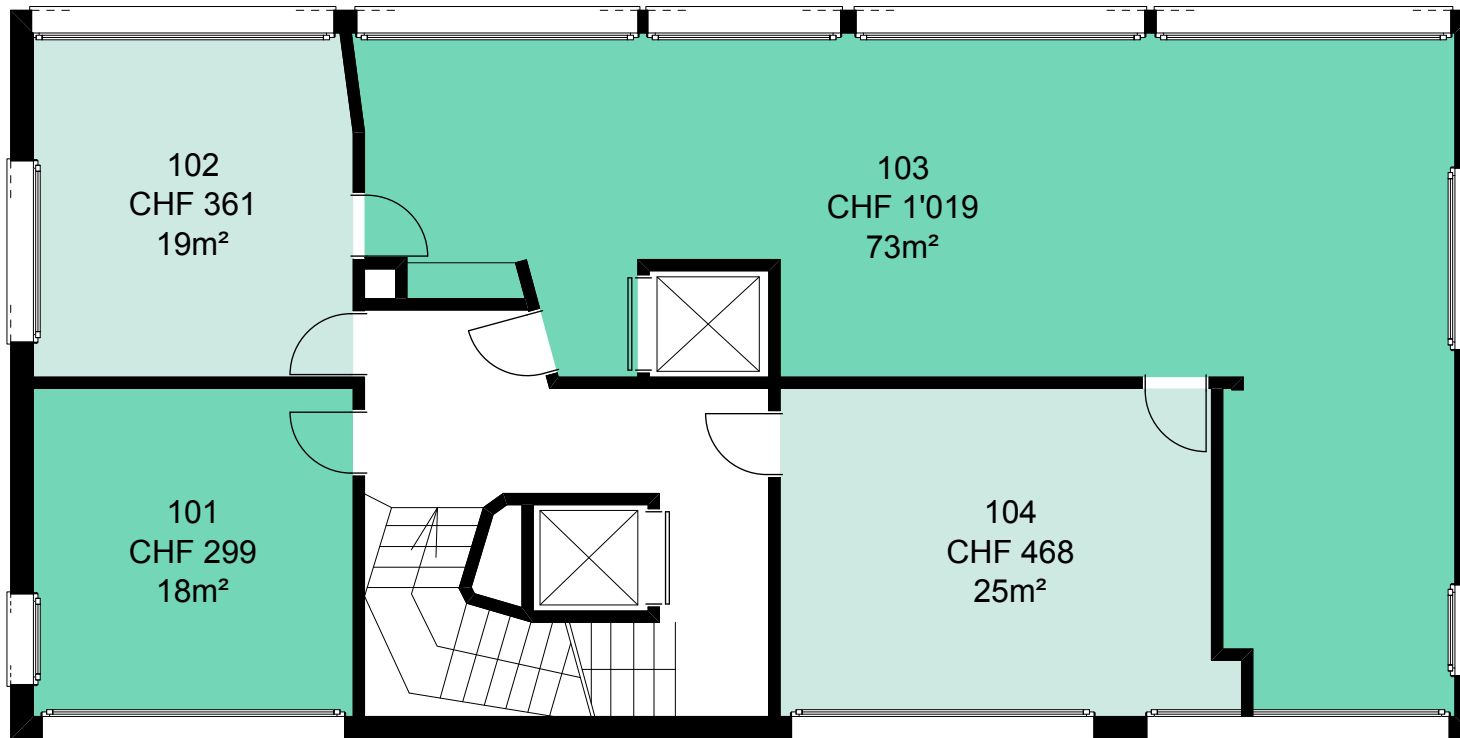 102
CHF 361
19m²
103
CHF 1'019
73m²
101
CHF 299
18m²
104
CHF 468
25m²